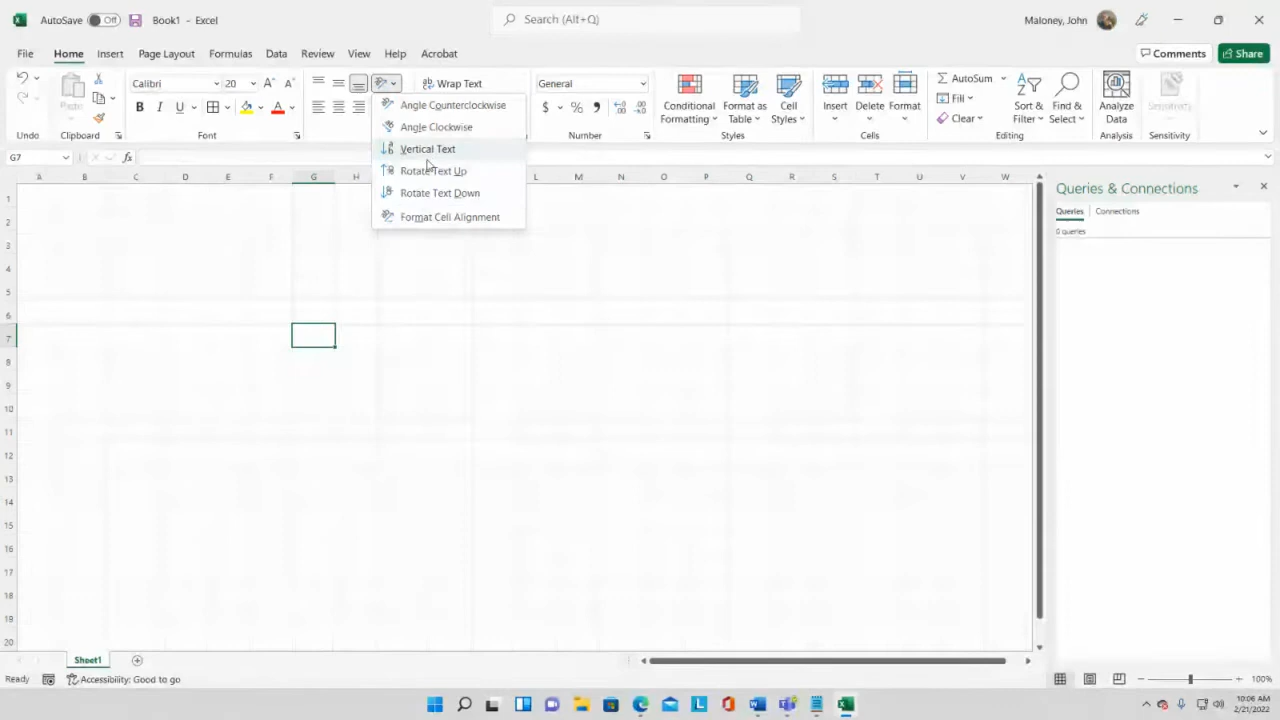 AutoSave Off Book1 - Excel Search (Alt+Q) Maloney, John
File Home Insert Page Layout Formulas Data Review View Help Acrobat Comments Share
Calibri 20 A A Wrap Text General AutoSum
Paste B I U A $ % 9 Conditional Formatting Format as Table Cell Styles Insert Delete Format Fill Clear Sort & Filter Find & Select Analyze Data Sensitivity
Undo Clipboard Font Number Styles Cells Editing Analysis Sensitivity
Angle Counterclockwise
Angle Clockwise
Vertical Text
Rotate Text Up
Rotate Text Down
Format Cell Alignment
G7 fx
A B C D E F G H L M N O P Q R S T U V W
1
2
3
4
5
6
7
8
9
10
11
12
13
14
15
16
17
18
19
20
Queries & Connections
Queries Connections
0 queries
Sheet1
Ready Accessibility: Good to go 100%
10:06 AM
2/21/2022